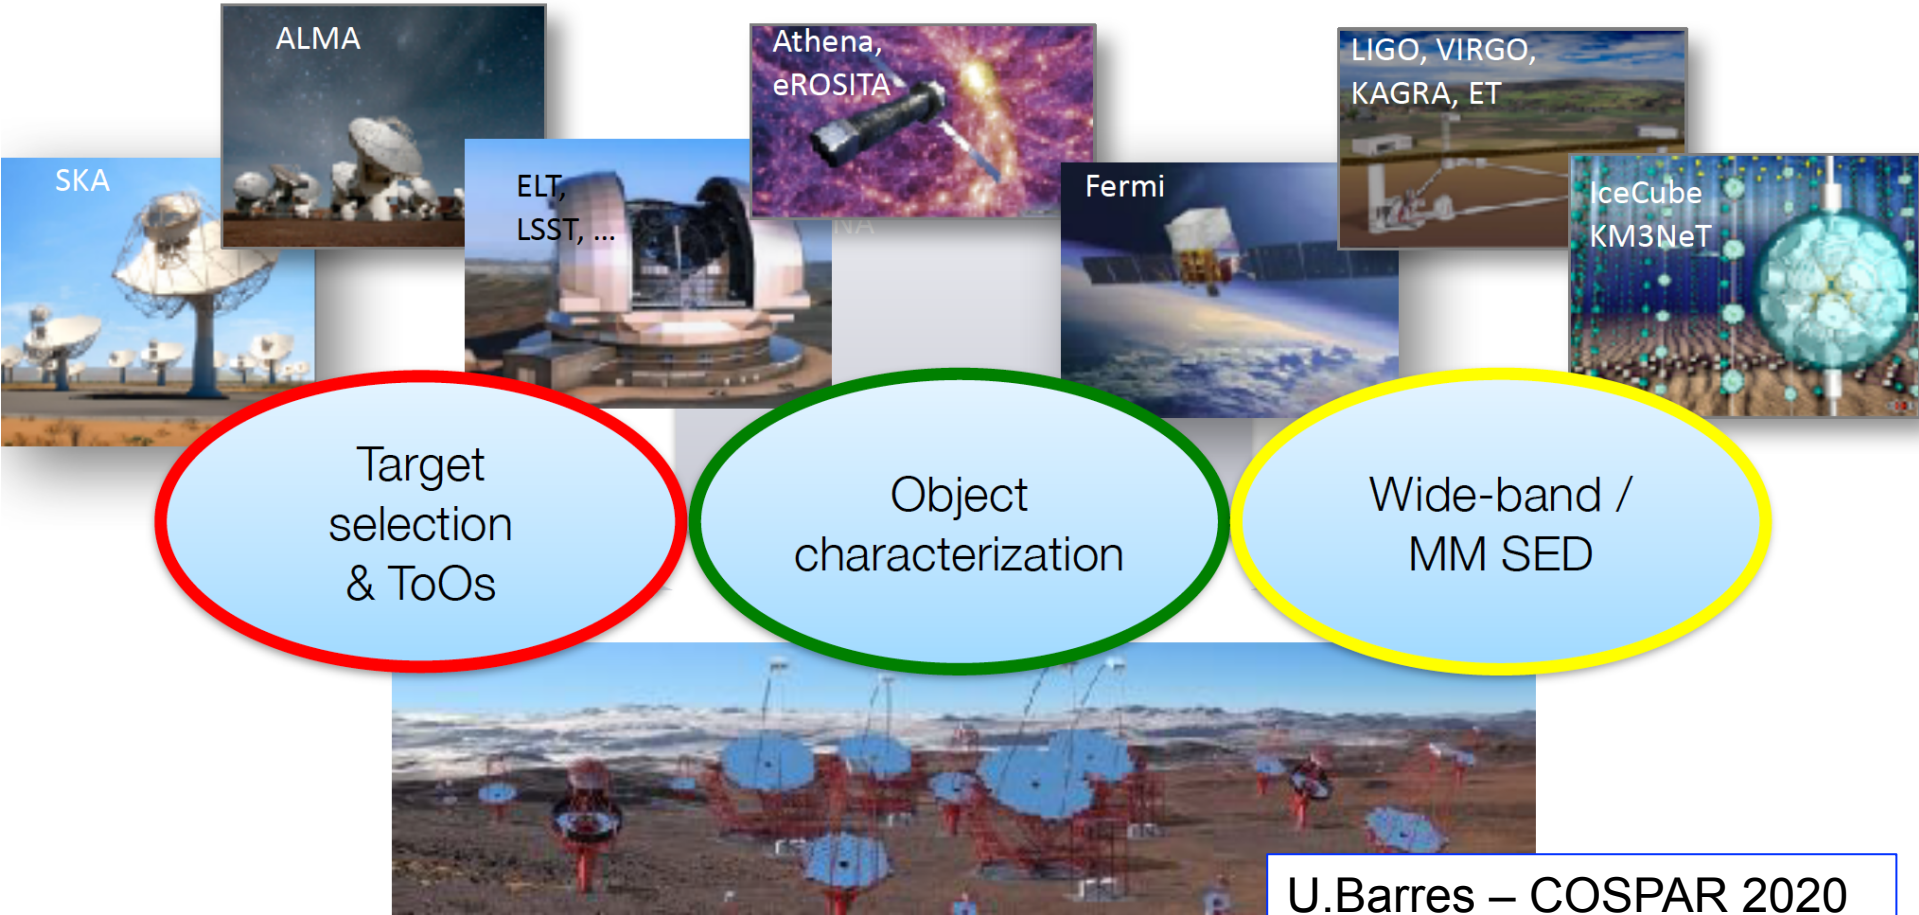 ALMA
Athena,
eROSITA
LIGO, VIRGO,
KAGRA, ET
SKA
ELT,
LSST, ...
Fermi
IceCube
KM3NeT
NA
Target
selection
& ToOs
Object
characterization
Wide-band /
MM SED
U.Barres – COSPAR 2020